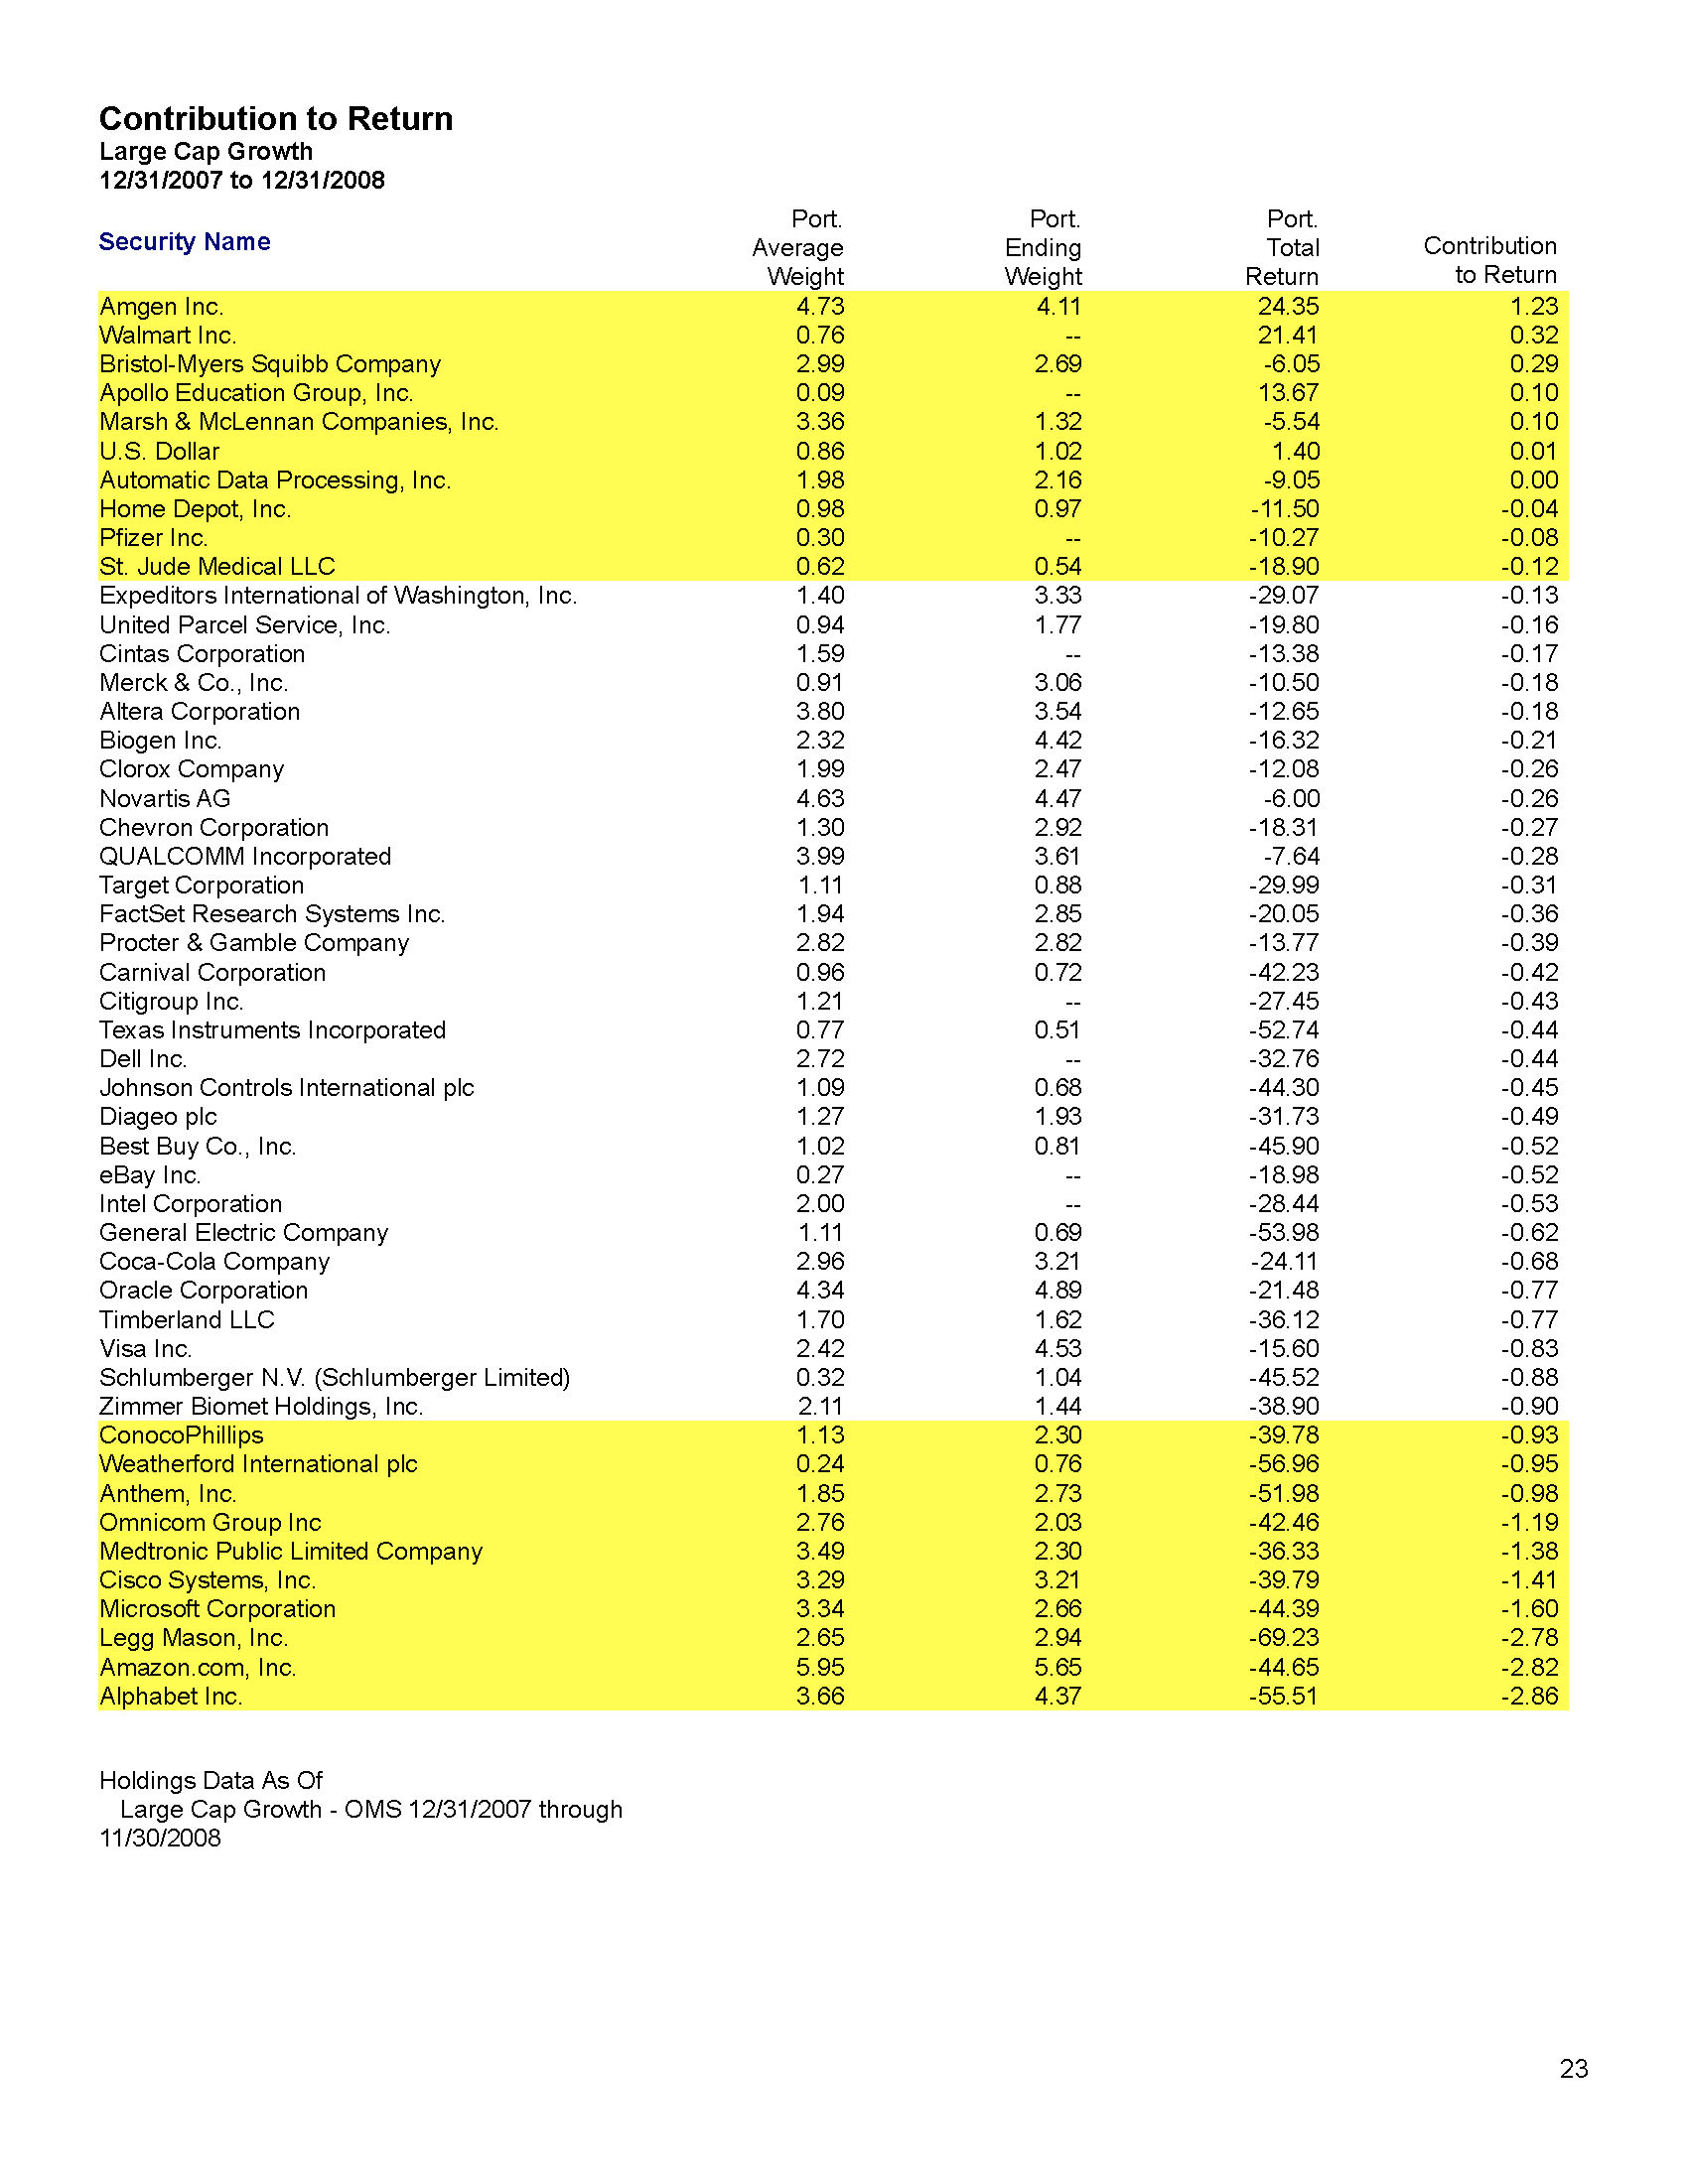 Contribution to Return
Large Cap Growth
12/31/2007 to 12/31/2008
Security Name Port. Average Weight Port. Ending Weight Port. Total Return Contribution to Return
Amgen Inc. 4.73 4.11 24.35 1.23
Walmart Inc. 0.76 -- 21.41 0.32
Bristol-Myers Squibb Company 2.99 2.69 -6.05 0.29
Apollo Education Group, Inc. 0.09 -- 13.67 0.10
Marsh & McLennan Companies, Inc. 3.36 1.32 -5.54 0.10
U.S. Dollar 0.86 1.02 1.40 0.01
Automatic Data Processing, Inc. 1.98 2.16 -9.05 0.00
Home Depot, Inc. 0.98 0.97 -11.50 -0.04
Pfizer Inc. 0.30 -- -10.27 -0.08
St. Jude Medical LLC 0.62 0.54 -18.90 -0.12
Expeditors International of Washington, Inc. 1.40 3.33 -29.07 -0.13
United Parcel Service, Inc. 0.94 1.77 -19.80 -0.16
Cintas Corporation 1.59 -- -13.38 -0.17
Merck & Co., Inc. 0.91 3.06 -10.50 -0.18
Altera Corporation 3.80 3.54 -12.65 -0.18
Biogen Inc. 2.32 4.42 -16.32 -0.21
Clorox Company 1.99 2.47 -12.08 -0.26
Novartis AG 4.63 4.47 -6.00 -0.26
Chevron Corporation 1.30 2.92 -18.31 -0.27
QUALCOMM Incorporated 3.99 3.61 -7.64 -0.28
Target Corporation 1.11 0.88 -29.99 -0.31
FactSet Research Systems Inc. 1.94 2.85 -20.05 -0.36
Procter & Gamble Company 2.82 2.82 -13.77 -0.39
Carnival Corporation 0.96 0.72 -42.23 -0.42
Citigroup Inc. 1.21 -- -27.45 -0.43
Texas Instruments Incorporated 0.77 0.51 -52.74 -0.44
Dell Inc. 2.72 -- -32.76 -0.44
Johnson Controls International plc 1.09 0.68 -44.30 -0.45
Diageo plc 1.27 1.93 -31.73 -0.49
Best Buy Co., Inc. 1.02 0.81 -45.90 -0.52
eBay Inc. 0.27 -- -18.98 -0.52
Intel Corporation 2.00 -- -28.44 -0.53
General Electric Company 1.11 0.69 -53.98 -0.62
Coca-Cola Company 2.96 3.21 -24.11 -0.68
Oracle Corporation 4.34 4.89 -21.48 -0.77
Timberland LLC 1.70 1.62 -36.12 -0.77
Visa Inc. 2.42 4.53 -15.60 -0.83
Schlumberger N.V. (Schlumberger Limited) 0.32 1.04 -45.52 -0.88
Zimmer Biomet Holdings, Inc. 2.11 1.44 -38.90 -0.90
ConocoPhillips 1.13 2.30 -39.78 -0.93
Weatherford International plc 0.24 0.76 -56.96 -0.95
Anthem, Inc. 1.85 2.73 -51.98 -0.98
Omnicom Group Inc 2.76 2.03 -42.46 -1.19
Medtronic Public Limited Company 3.49 2.30 -36.33 -1.38
Cisco Systems, Inc. 3.29 3.21 -39.79 -1.41
Microsoft Corporation 3.34 2.66 -44.39 -1.60
Legg Mason, Inc. 2.65 2.94 -69.23 -2.78
Amazon.com, Inc. 5.95 5.65 -44.65 -2.82
Alphabet Inc. 3.66 4.37 -55.51 -2.86
Holdings Data As Of
Large Cap Growth - OMS 12/31/2007 through
11/30/2008
23